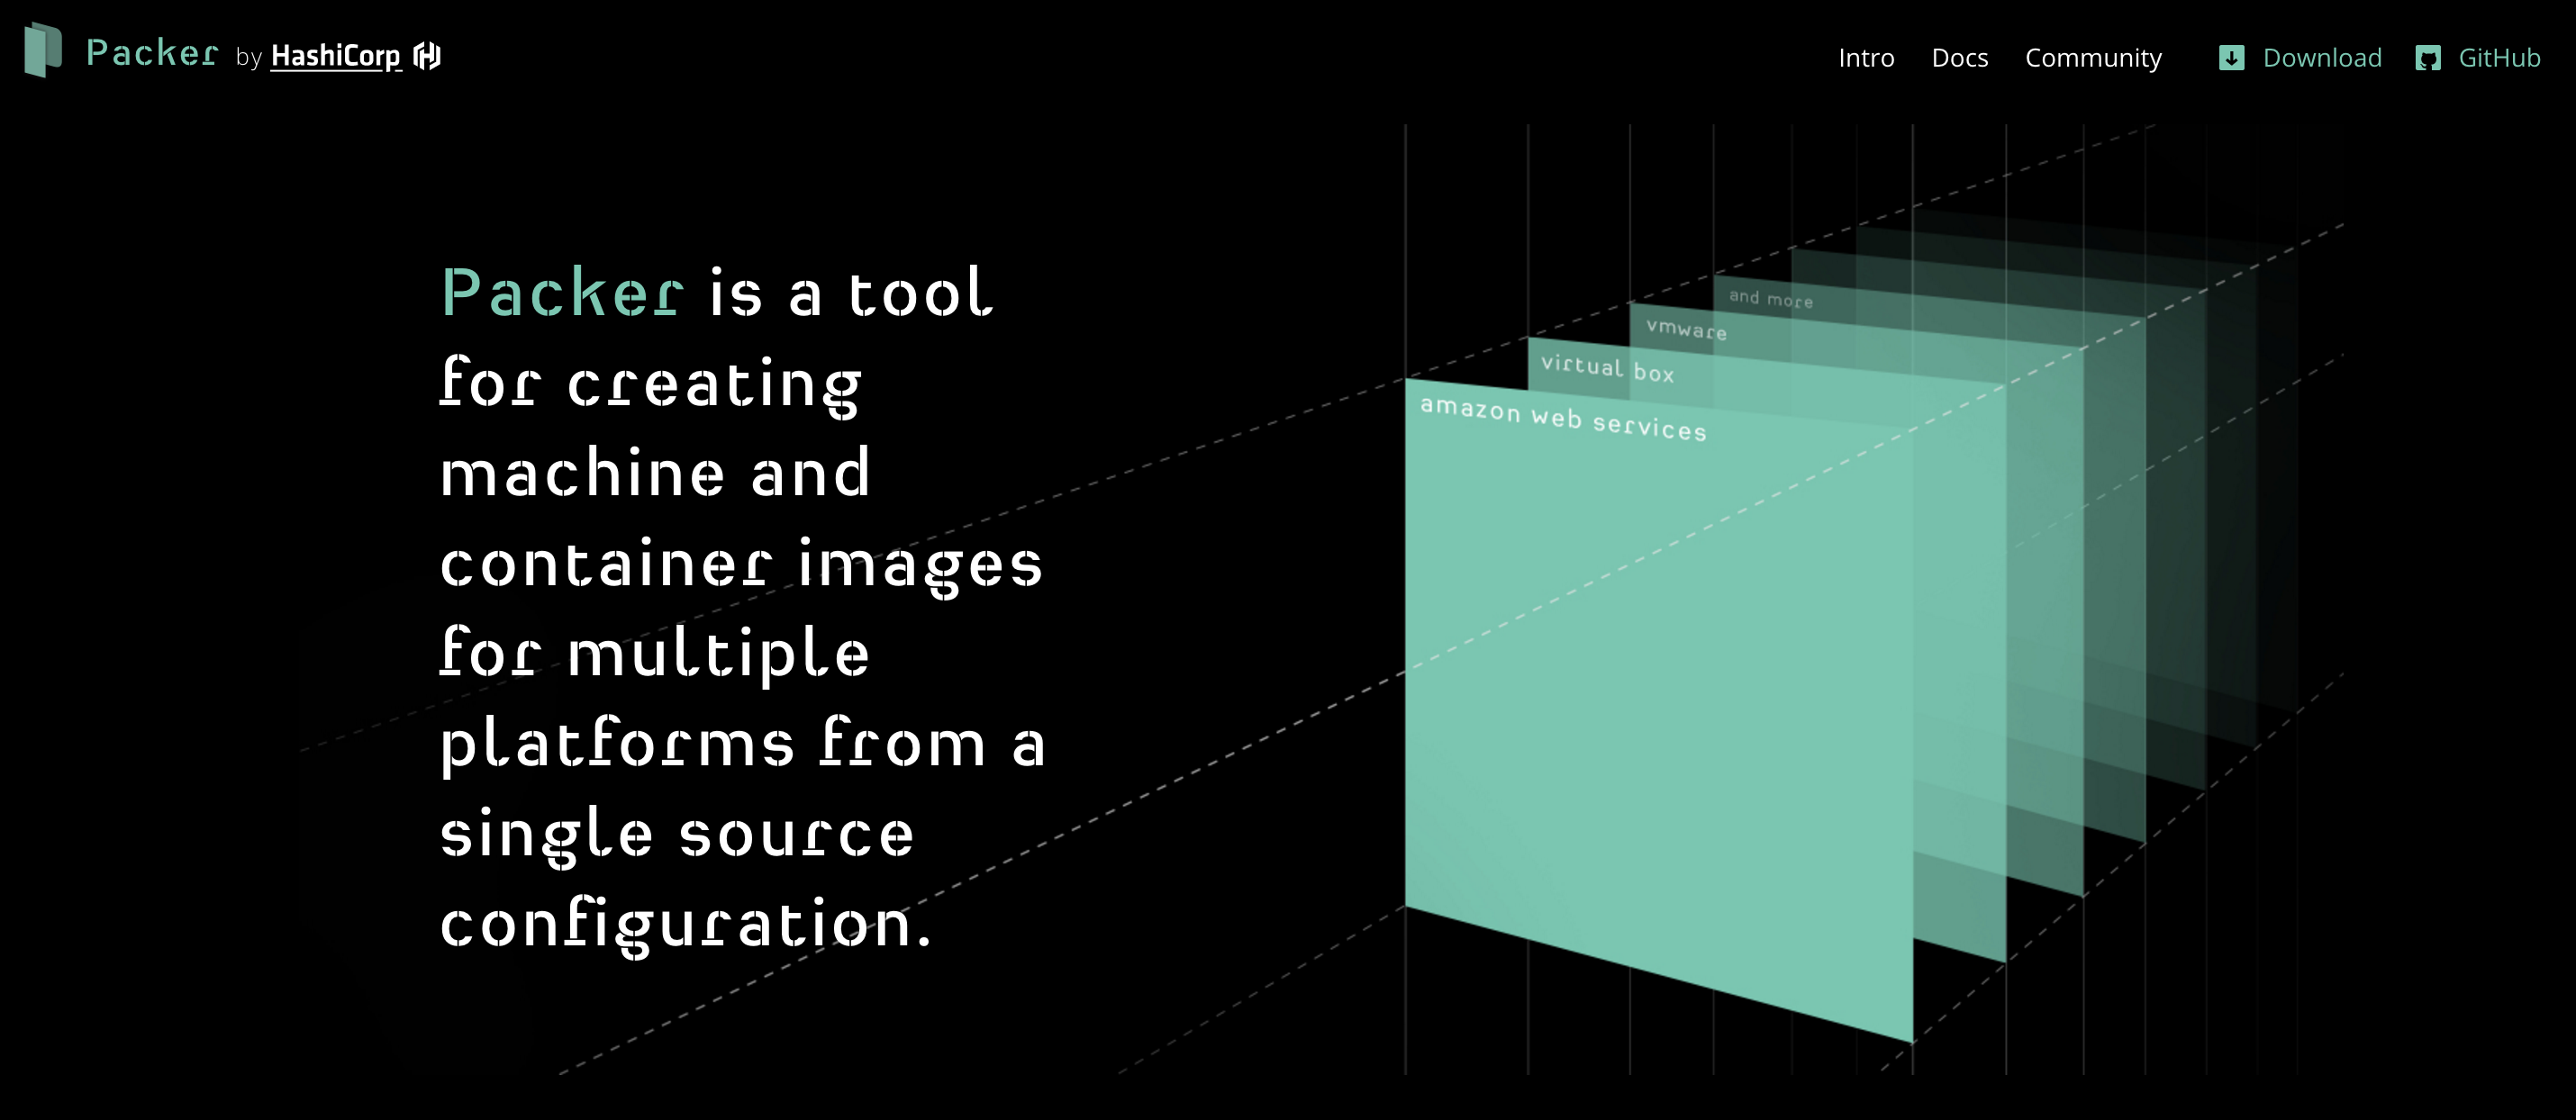 Packer by HashiCorp
Intro Docs Community Download GitHub
Packer is a tool
for creating
machine and
container images
for multiple
platforms from a
single source
configuration.
and more
vmware
virtual box
amazon web services